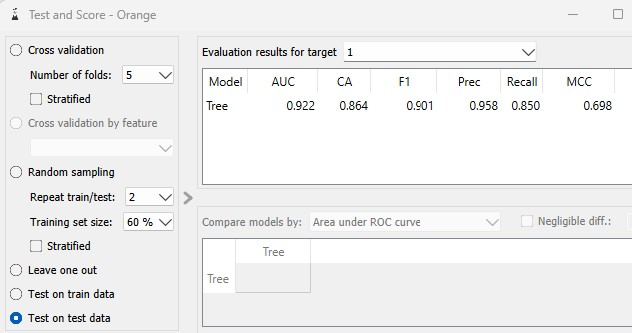 Test and Score - Orange
Cross validation
Number of folds: 5
Stratified
Cross validation by feature
Random sampling
Repeat train/test: 2
Training set size: 60 %
Stratified
Leave one out
Test on train data
Test on test data
Evaluation results for target 1
Model AUC CA F1 Prec Recall MCC
Tree 0.922 0.864 0.901 0.958 0.850 0.698
Compare models by: Area under ROC curve Negligible diff.:
Tree
Tree